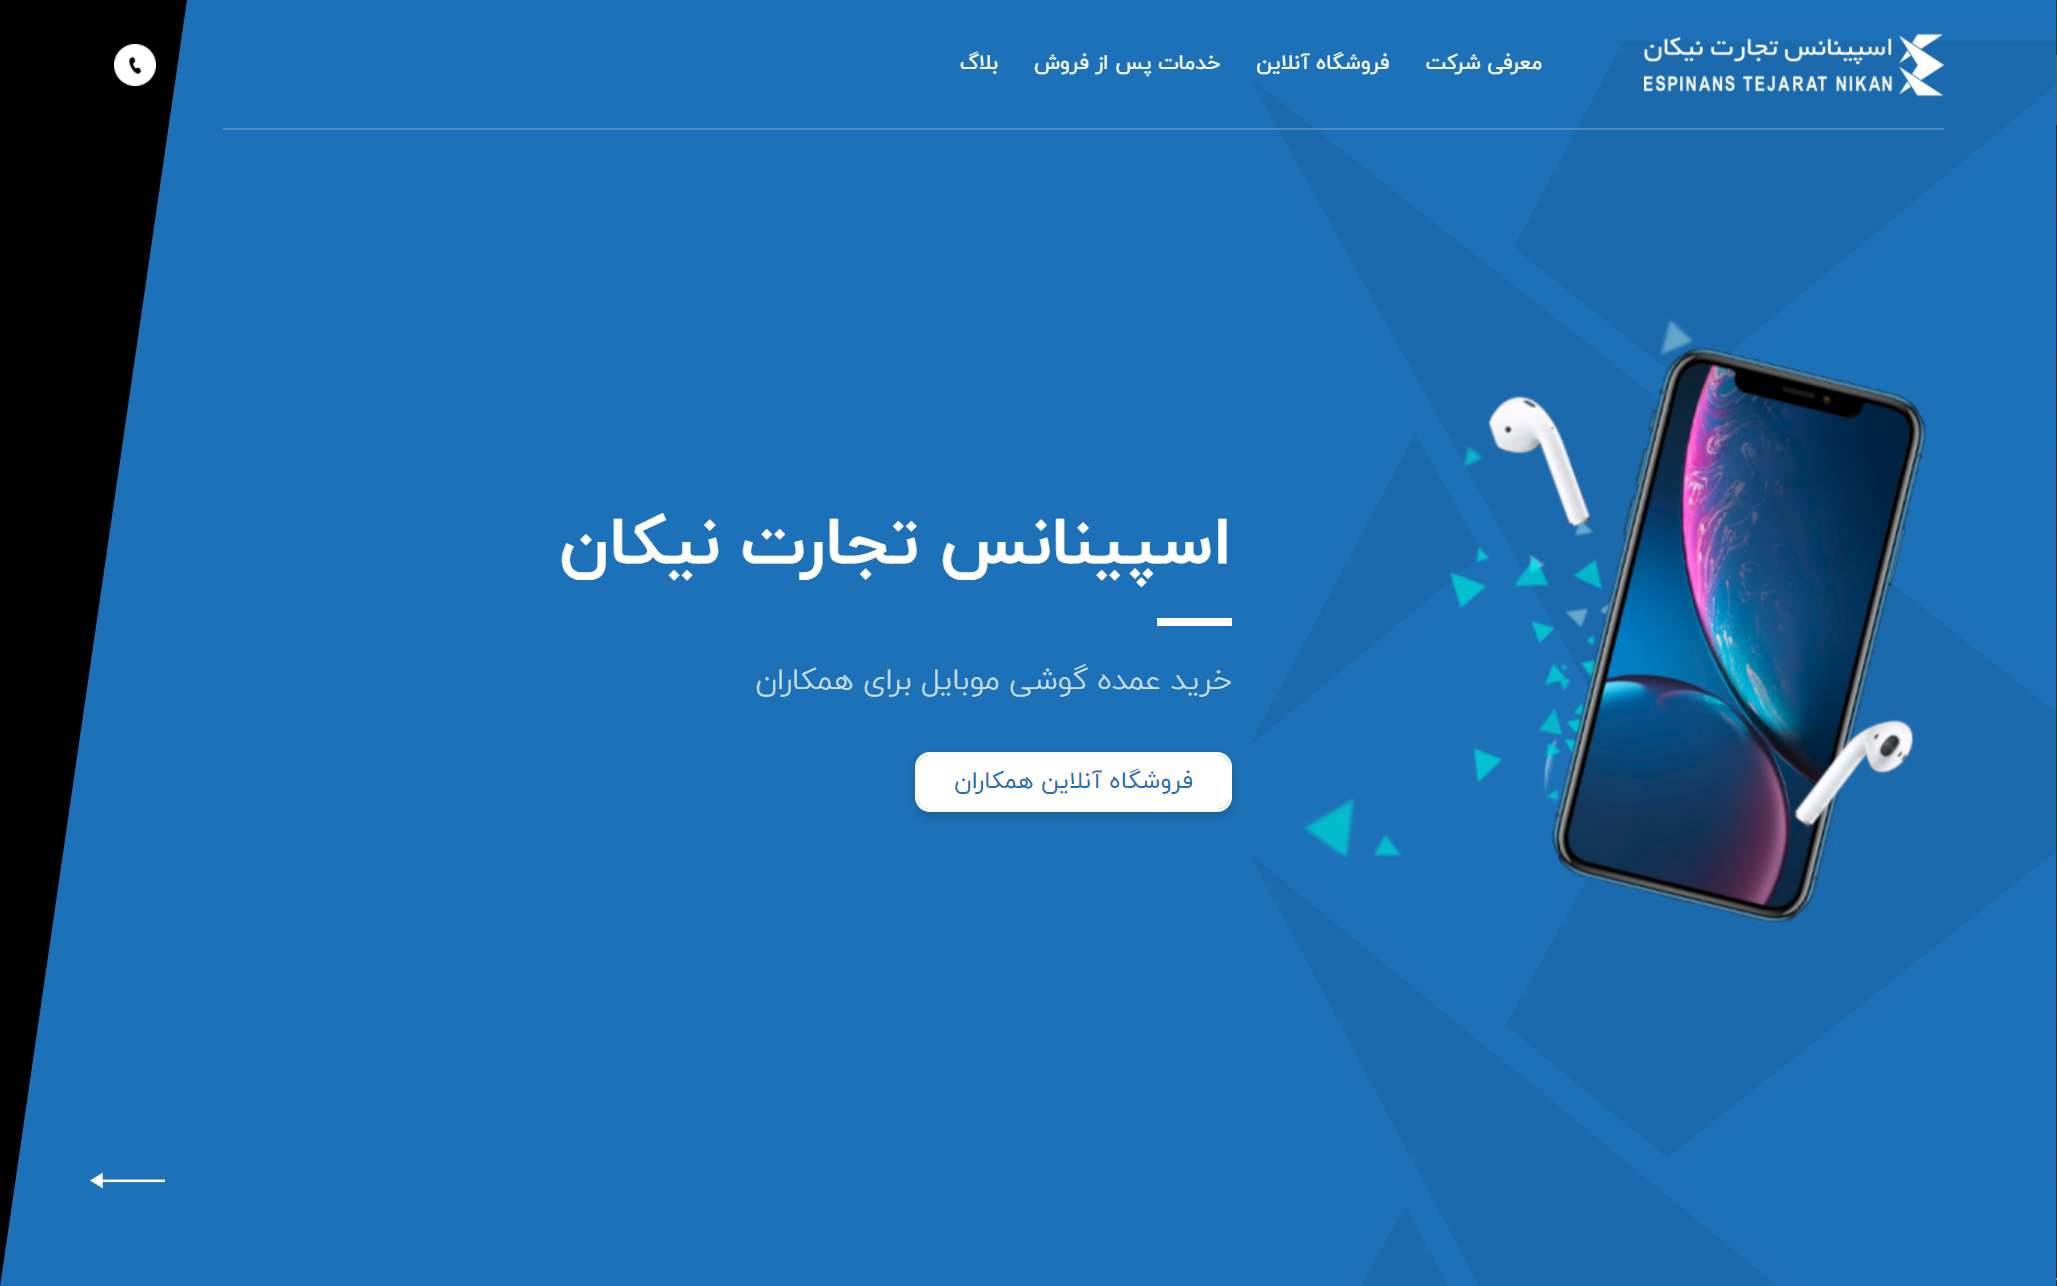 اسپینانس تجارت نیکان
ESPINANS TEJARAT NIKAN
معرفی شرکت
فروشگاه آنلاین
خدمات پس از فروش
بلاگ
اسپینانس تجارت نیکان
خرید عمده گوشی موبایل برای همکاران
فروشگاه آنلاین همکاران